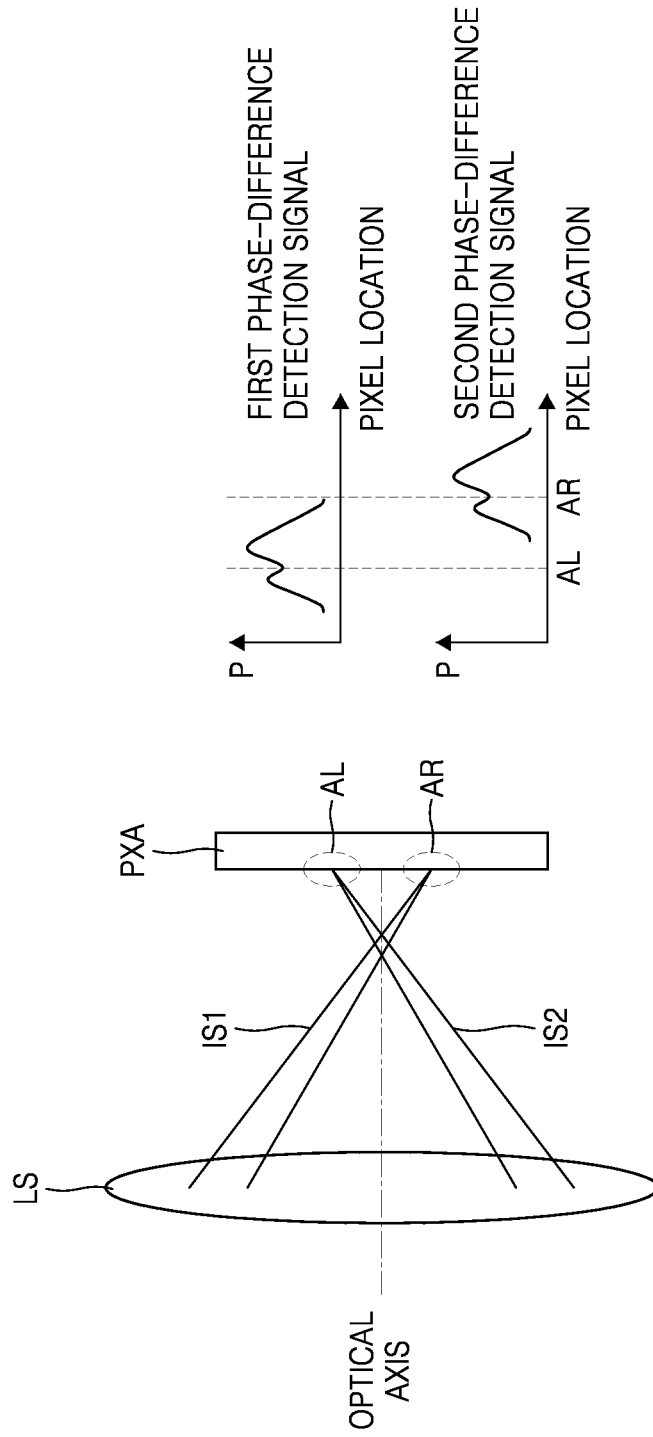 LS
IS1
IS2
PXA
AL
AR
OPTICAL
AXIS
P
FIRST PHASE-DIFFERENCE
DETECTION SIGNAL
PIXEL LOCATION
P
SECOND PHASE-DIFFERENCE
DETECTION SIGNAL
PIXEL LOCATION
AL
AR